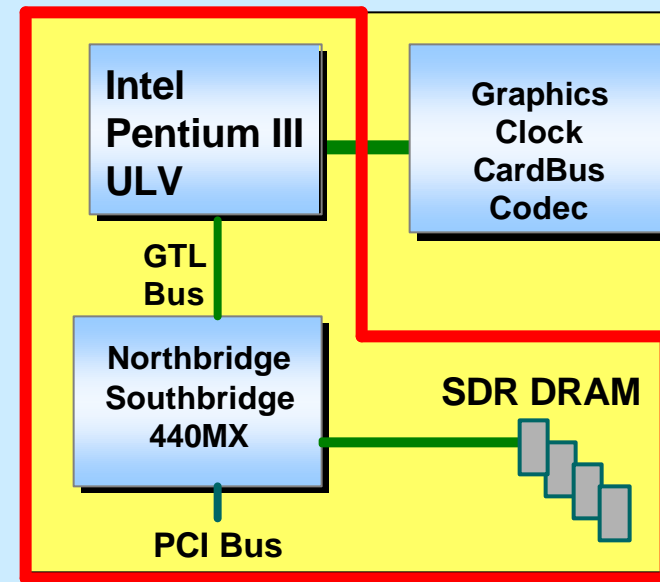 Intel
Pentium III
ULV
Graphics
Clock
CardBus
Codec
GTL
Bus
Northbridge
Southbridge
440MX
SDR DRAM
PCI Bus